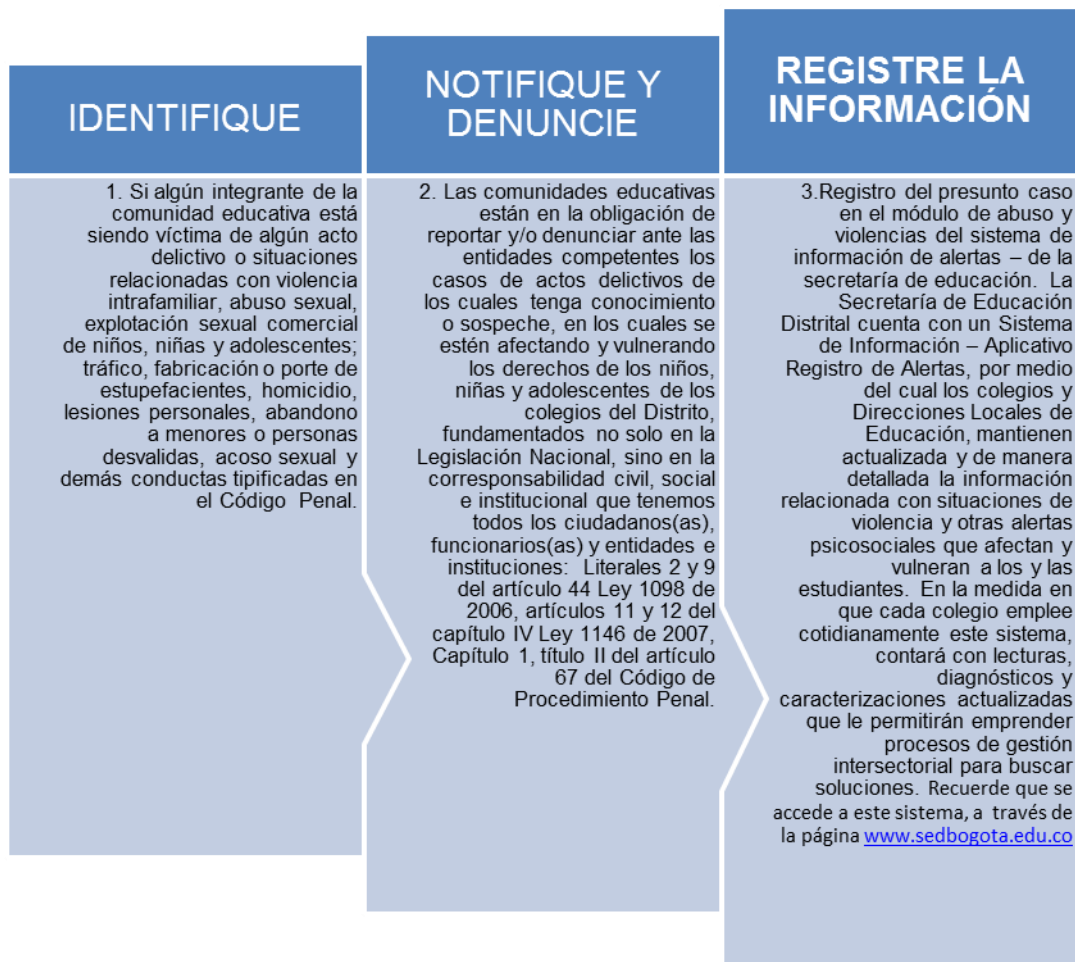 IDENTIFIQUE
1. Si algún integrante de la
comunidad educativa está
siendo víctima de algún acto
delictivo o situaciones
relacionadas con violencia
intrafamiliar, abuso sexual,
explotación sexual comercial
de niños, niñas y adolescentes;
tráfico, fabricación o porte de
estupefacientes, homicidio,
lesiones personales, abandono
a menores o personas
desvalidas, acoso sexual y
demás conductas tipificadas en
el Código Penal.
NOTIFIQUE Y
DENUNCIE
2. Las comunidades educativas
están en la obligación de
reportar y/o denunciar ante las
entidades competentes los
casos de actos delictivos de
los cuales tenga conocimiento
o sospeche, en los cuales se
estén afectando y vulnerando
los derechos de los niños,
niñas y adolescentes de los
colegios del Distrito,
fundamentados no solo en la
Legislación Nacional, sino en la
corresponsabilidad civil, social
e institucional que tenemos
todos los ciudadanos(as),
funcionarios(as) y entidades e
instituciones: Literales 2 y 9
del artículo 44 Ley 1098 de
2006, artículos 11 y 12 del
capítulo IV Ley 1146 de 2007,
Capítulo 1, título II del artículo
67 del Código de
Procedimiento Penal.
REGISTRE LA
INFORMACIÓN
3.Registro del presunto caso
en el módulo de abuso y
violencias del sistema de
información de alertas – de la
secretaría de educación. La
Secretaría de Educación
Distrital cuenta con un Sistema
de Información – Aplicativo
Registro de Alertas, por medio
del cual los colegios y
Direcciones Locales de
Educación, mantienen
actualizada y de manera
detallada la información
relacionada con situaciones de
violencia y otras alertas
psicosociales que afectan y
vulneran a los y las
estudiantes. En la medida en
que cada colegio emplee
cotidianamente este sistema,
contará con lecturas,
diagnósticos y
caracterizaciones actualizadas
que le permitirán emprender
procesos de gestión
intersectorial para buscar
soluciones. Recuerde que se
accede a este sistema, a través de
la página www.sedbogota.edu.co